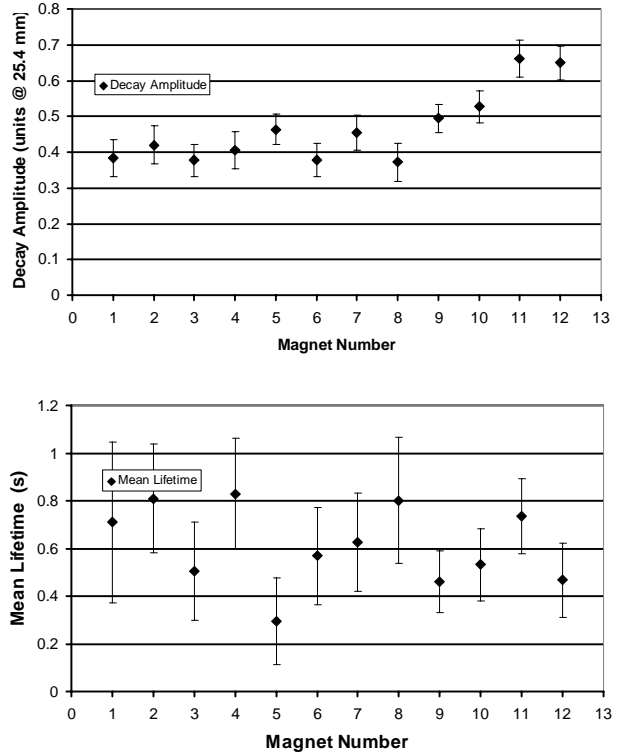 0.8
0.7
0.6
0.5
0.4
0.3
0.2
0.1
0
Decay Amplitude (units @ 25.4 mm)
Decay Amplitude
0 1 2 3 4 5 6 7 8 9 10 11 12 13
Magnet Number
1.2
1
0.8
0.6
0.4
0.2
0
Mean Lifetime (s)
Mean Lifetime
0 1 2 3 4 5 6 7 8 9 10 11 12 13
Magnet Number